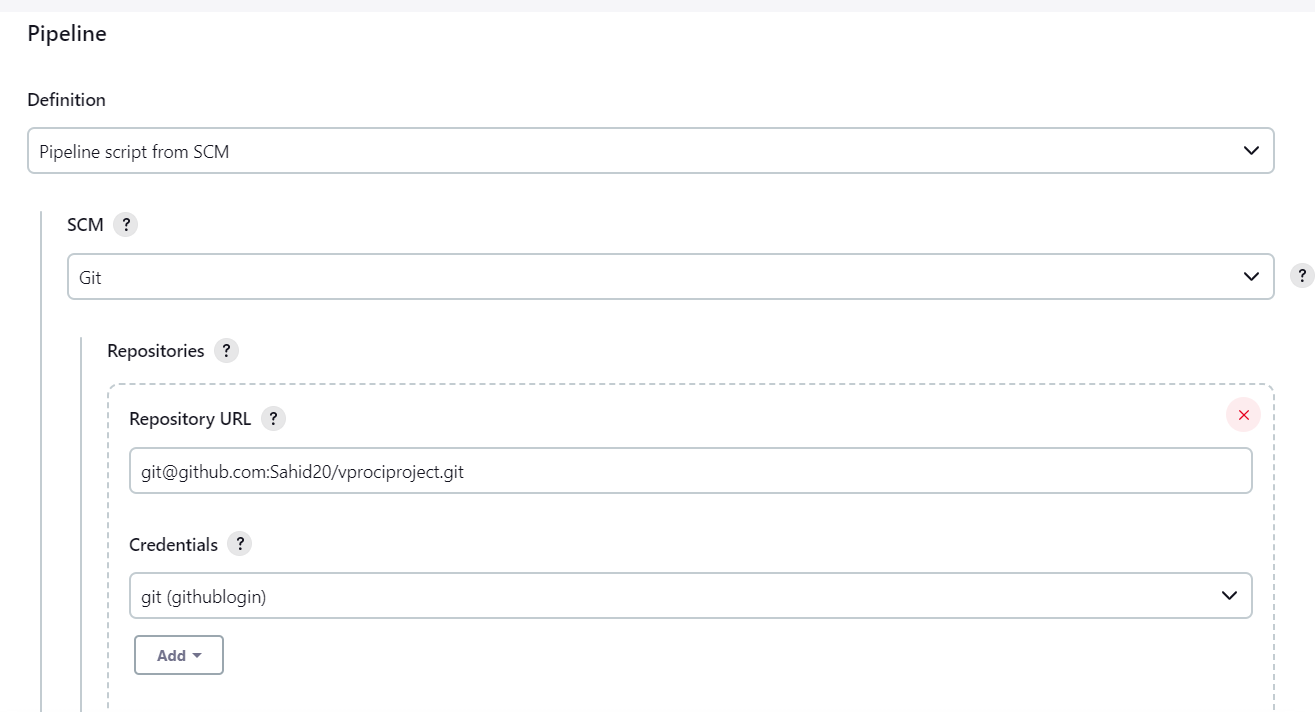 Pipeline
Definition
Pipeline script from SCM
SCM ?
Git
?
Repositories ?
Repository URL ?
git@github.com:Sahid20/vprociproject.git
Credentials ?
git (githublogin)
Add